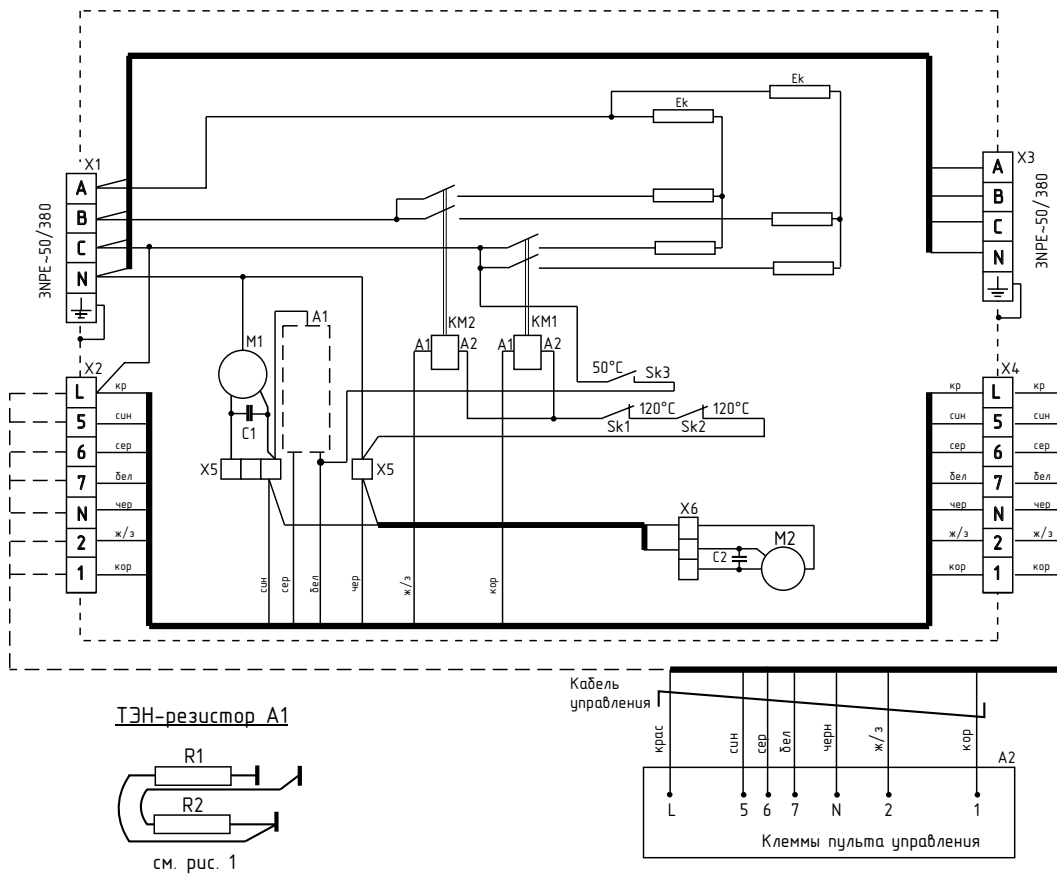 Ek
Ek
X1
A
B
C
N
3NPE~50/380
X3
A
B
C
N
3NPE~50/380
KM2
A1
A2
KM1
A1
A2
M1
A1
C1
50°C
Sk3
120°C
120°C
Sk1
Sk2
X2
L
5
6
7
N
2
1
кр
син
сер
бел
чер
ж/з
кор
X5
X5
X6
C2
M2
син
сер
бел
чер
ж/з
кор
X4
кр
син
сер
бел
чер
ж/з
кор
L
5
6
7
N
2
1
кр
син
сер
бел
чер
ж/з
кор
Кабель
управления
крас
син
сер
бел
черн
ж/з
кор
A2
L
5
6
7
N
2
1
Клеммы пульта управления
ТЭН-резистор А1
R1
R2
см. рис. 1